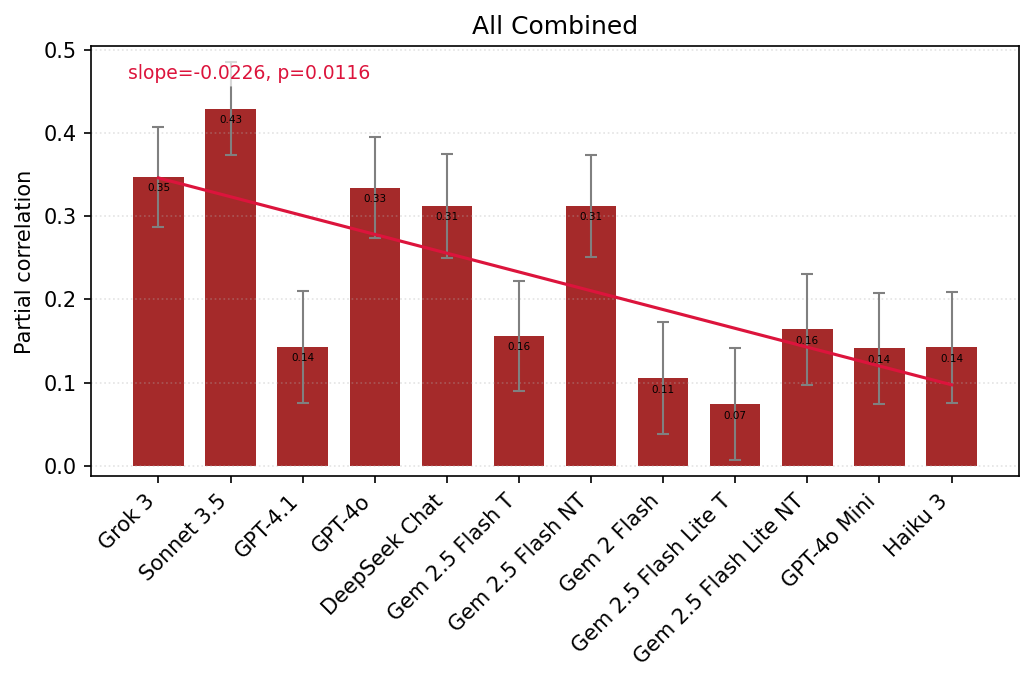 All Combined
slope=-0.0226, p=0.0116
Partial correlation
0.5
0.4
0.3
0.2
0.1
0.0
0.35
0.43
0.14
0.33
0.31
0.16
0.31
0.11
0.07
0.16
0.14
0.14
Grok 3
Sonnet 3.5
GPT-4.1
GPT-4o
DeepSeek Chat
Gem 2.5 Flash T
Gem 2.5 Flash NT
Gem 2 Flash
Gem 2.5 Flash Lite T
Gem 2.5 Flash Lite NT
GPT-4o Mini
Haiku 3